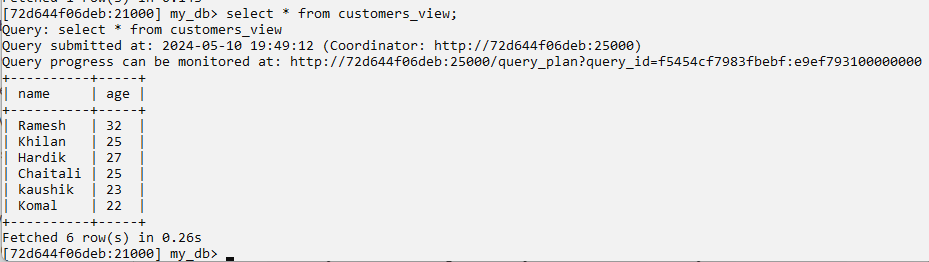 [72d644f06deb:21000] my_db> select * from customers_view;
Query: select * from customers_view
Query submitted at: 2024-05-10 19:49:12 (Coordinator: http://72d644f06deb:25000)
Query progress can be monitored at: http://72d644f06deb:25000/query_plan?query_id=f5454cf7983fbebf:e9ef793100000000
+----------+-----+
| name     | age |
+----------+-----+
| Ramesh   | 32  |
| Khilan   | 25  |
| Hardik   | 27  |
| Chaitali | 25  |
| kaushik  | 23  |
| Komal    | 22  |
+----------+-----+
Fetched 6 row(s) in 0.26s
[72d644f06deb:21000] my_db>